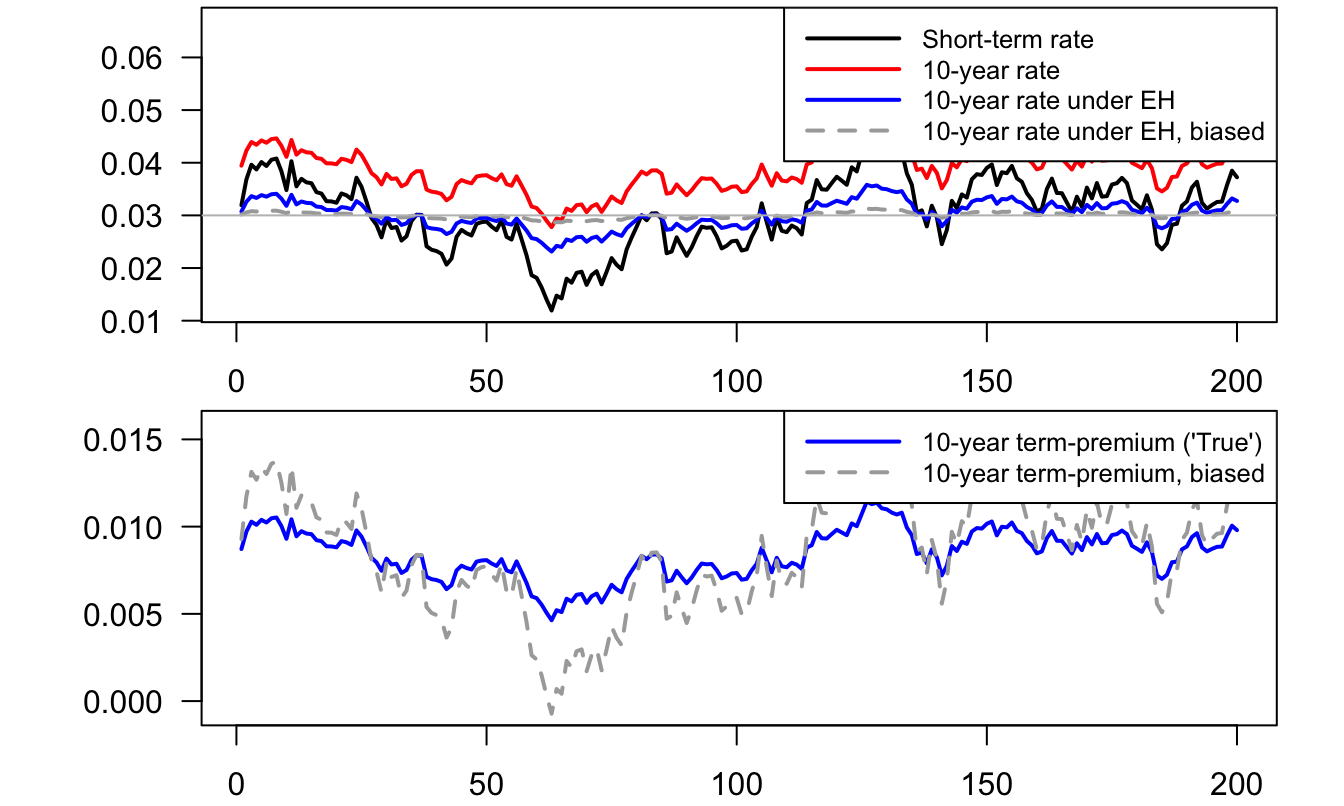 0.06
0.05
0.04
0.03
0.02
0.01
Short-term rate
10-year rate
10-year rate under EH
10-year rate under EH, biased
0 50 100 150 200
0.015
0.010
0.005
0.000
10-year term-premium ('True')
10-year term-premium, biased
0 50 100 150 200